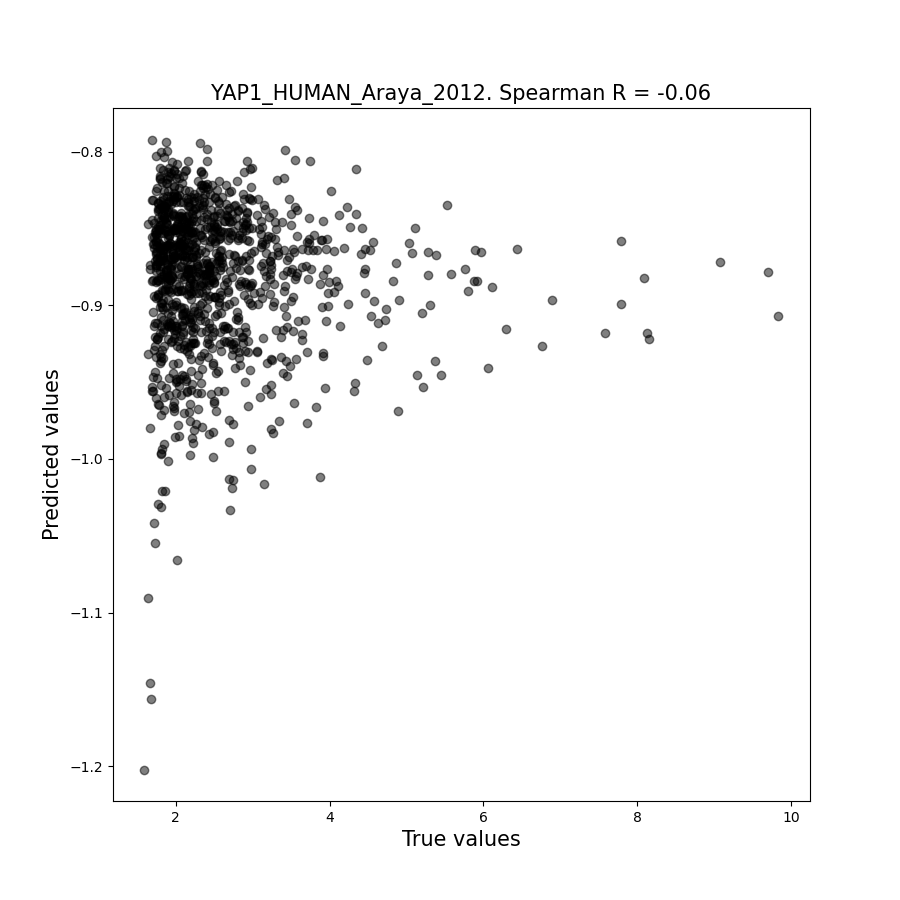 YAP1_HUMAN_Araya_2012. Spearman R = -0.06
−0.8
−0.9
−1.0
−1.1
−1.2
Predicted values
2 4 6 8 10
True values